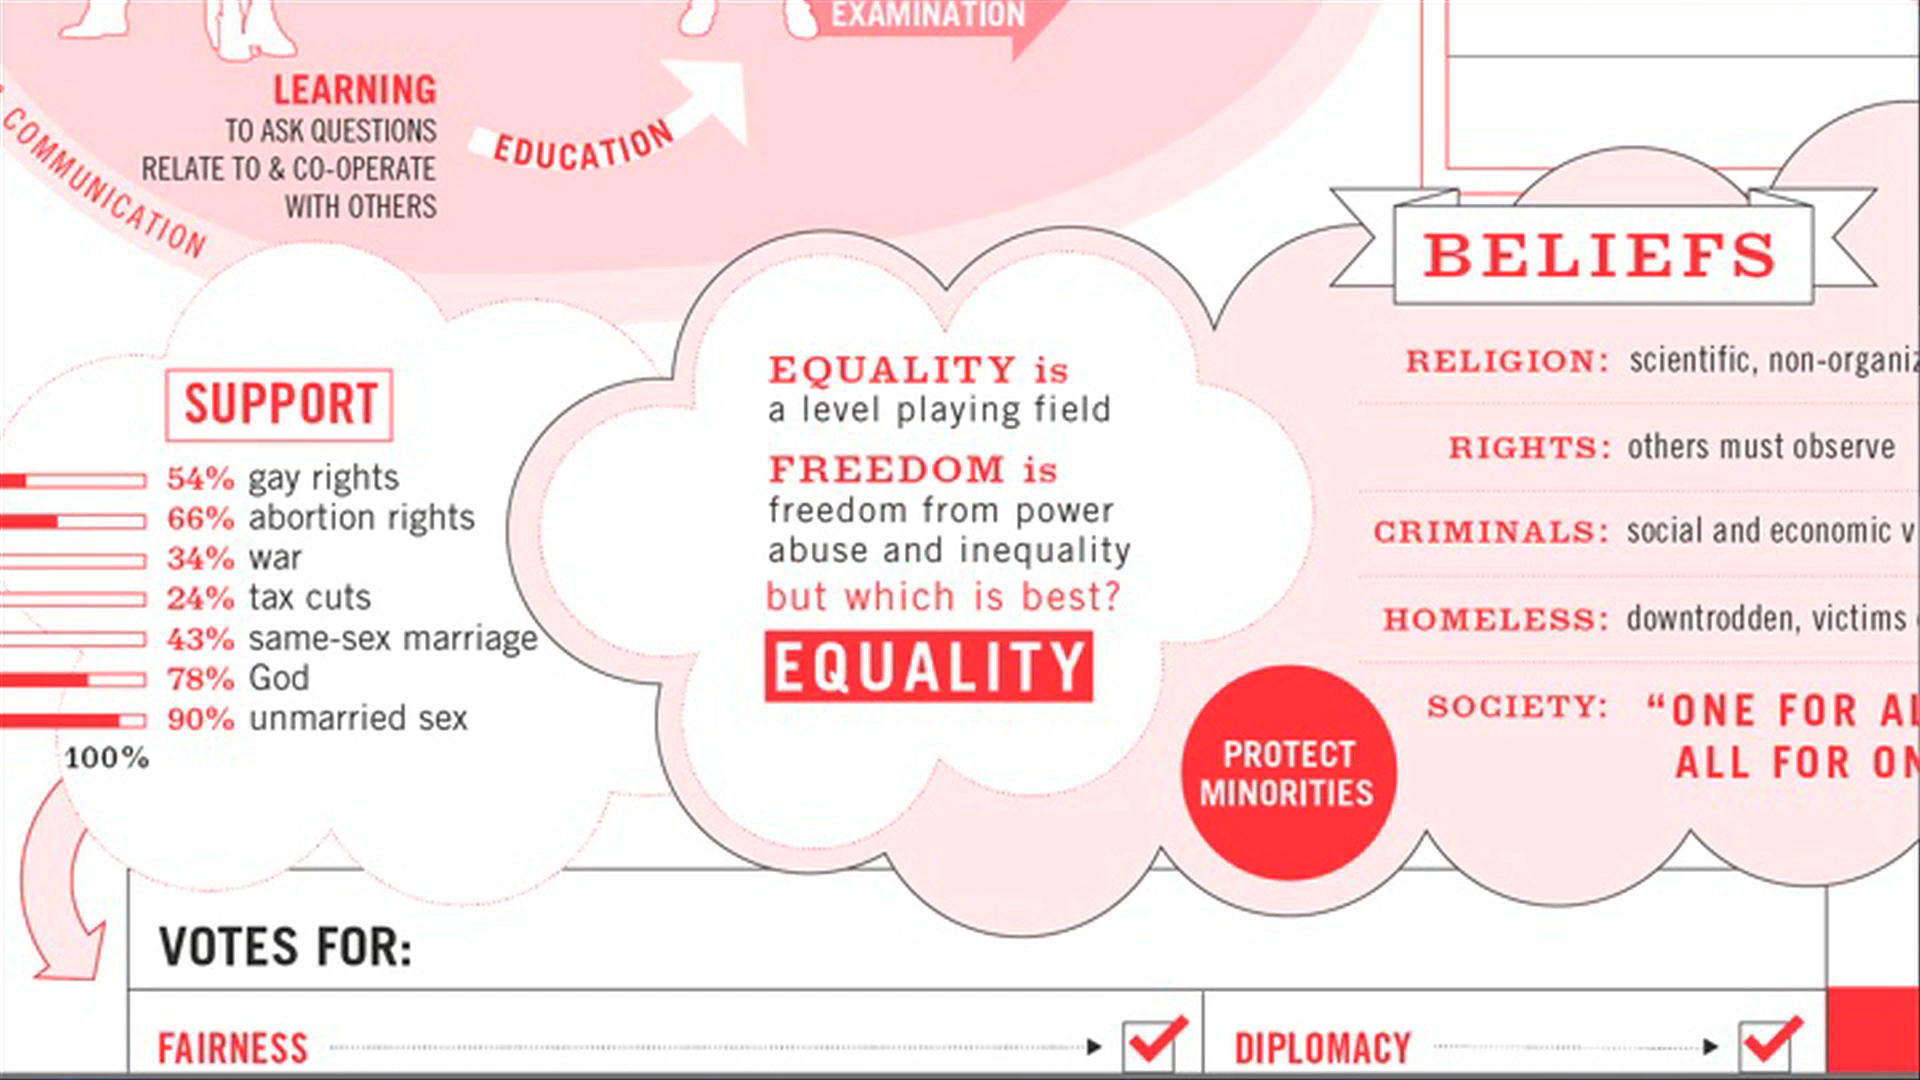 EXAMINATION
LEARNING
TO ASK QUESTIONS
RELATE TO & CO-OPERATE
WITH OTHERS
EDUCATION
COMMUNICATION
SUPPORT
54% gay rights
66% abortion rights
34% war
24% tax cuts
43% same-sex marriage
78% God
90% unmarried sex
100%
EQUALITY is
a level playing field
FREEDOM is
freedom from power
abuse and inequality
but which is best?
EQUALITY
PROTECT
MINORITIES
BELIEFS
RELIGION: scientific,
RIGHTS: others must observe
CRIMINALS: social and economic
HOMELESS: downtrodden, victims
SOCIETY: “ONE FOR
ALL FOR
VOTES FOR:
FAIRNESS
DIPLOMACY